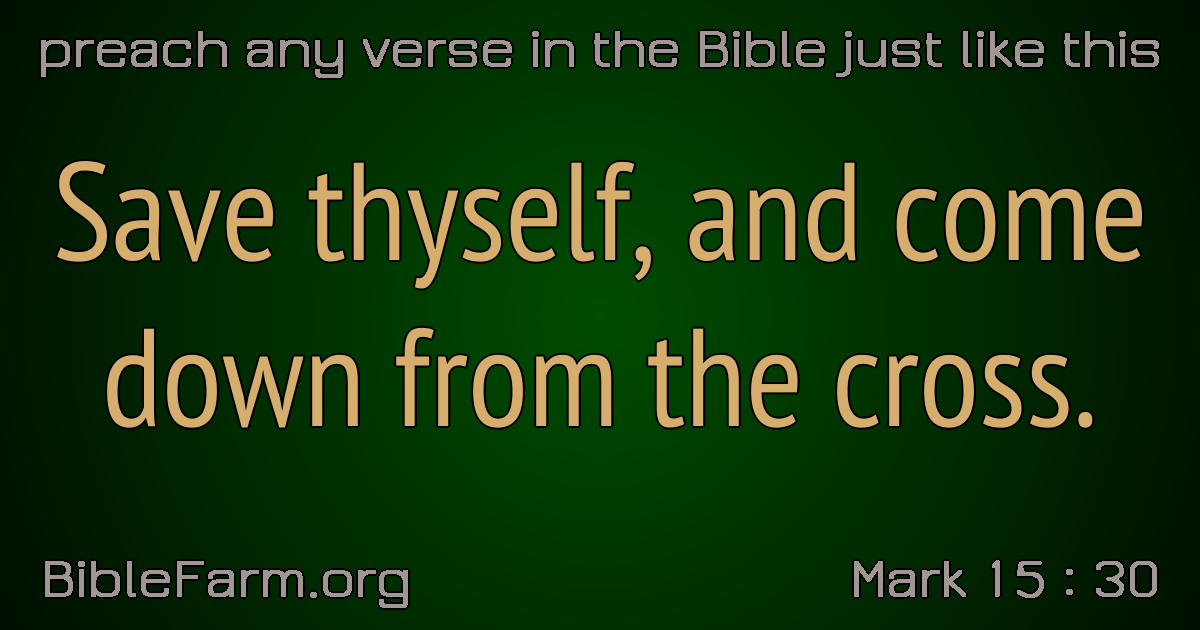 preach any verse in the Bible just like this
Save thyself, and come
down from the cross.
BibleFarm.org
Mark 15 : 30